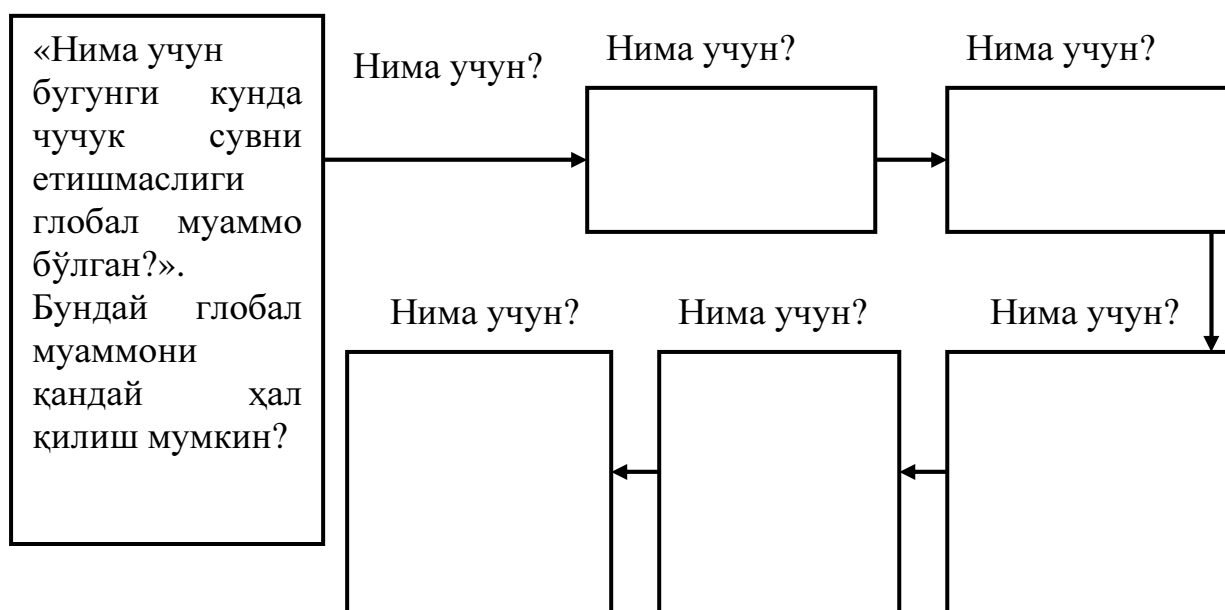 «Нима учун
бугунги кунда
чучук сувни
етишмаслиги
глобал муаммо
бўлган?».
Бундай глобал
муаммони
қандай ҳал
қилиш мумкин?
Нима учун?
Нима учун?
Нима учун?
Нима учун?
Нима учун?
Нима учун?